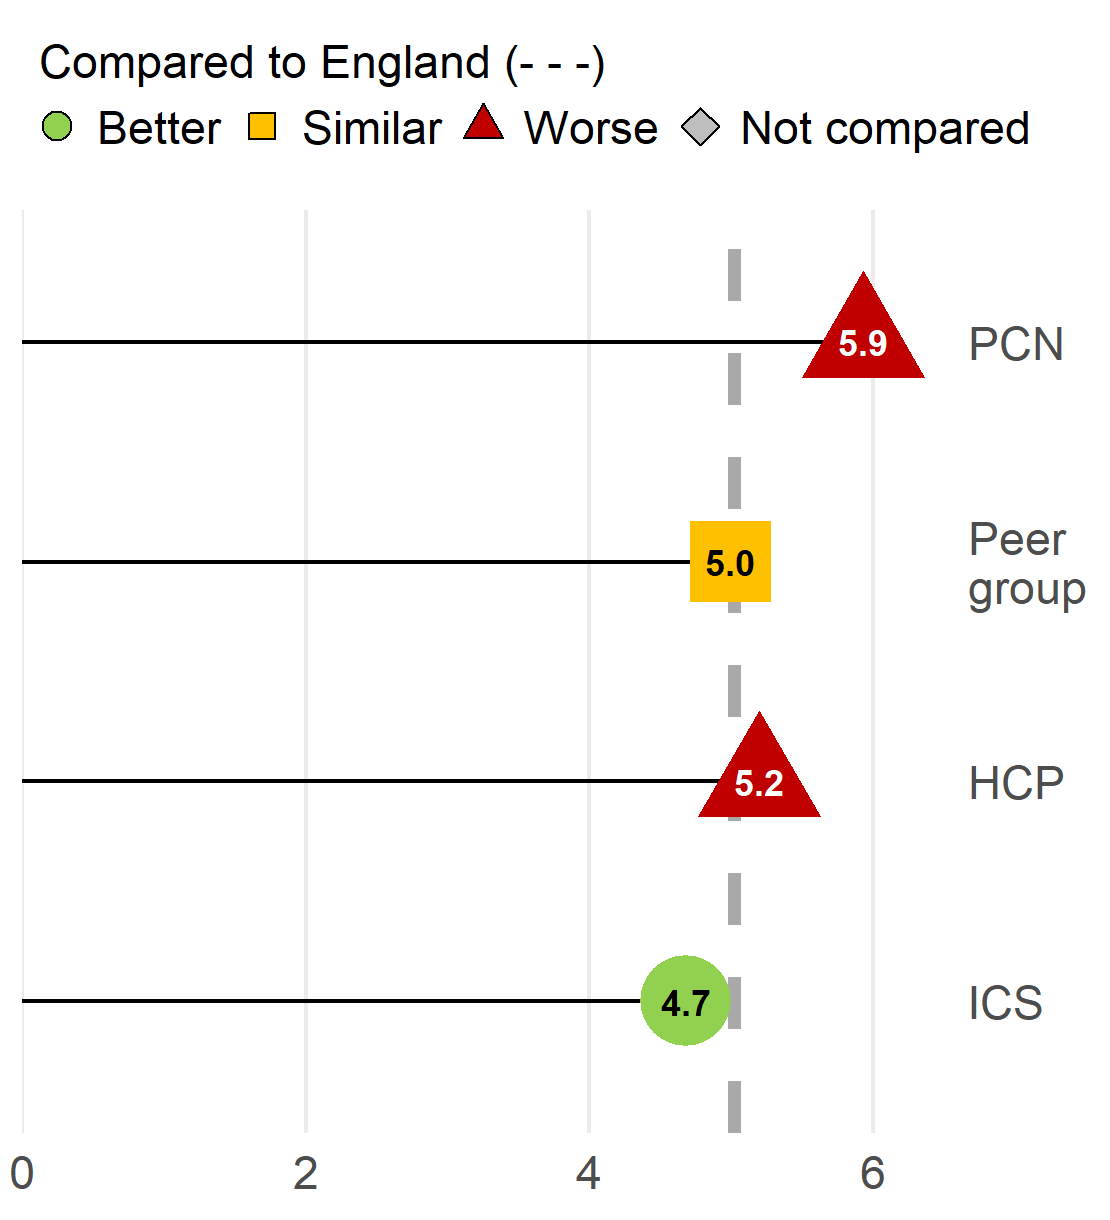 Compared to England (- - -)
Better Similar Worse Not compared
5.9 PCN
5.0 Peer
group
5.2 HCP
4.7 ICS
0 2 4 6